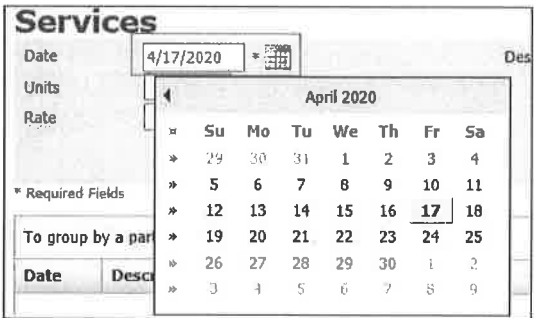 Services
Date 4/17/2020 * Des
Units
Rate
April 2020
¤ Su Mo Tu We Th Fr Sa
» 29 30 31 1 2 3 4
» 5 6 7 8 9 10 11
» 12 13 14 15 16 17 18
» 19 20 21 22 23 24 25
» 26 27 28 29 30 1 2
» 3 4 5 6 7 8 9
* Required Fields
To group by a par
Date Descr